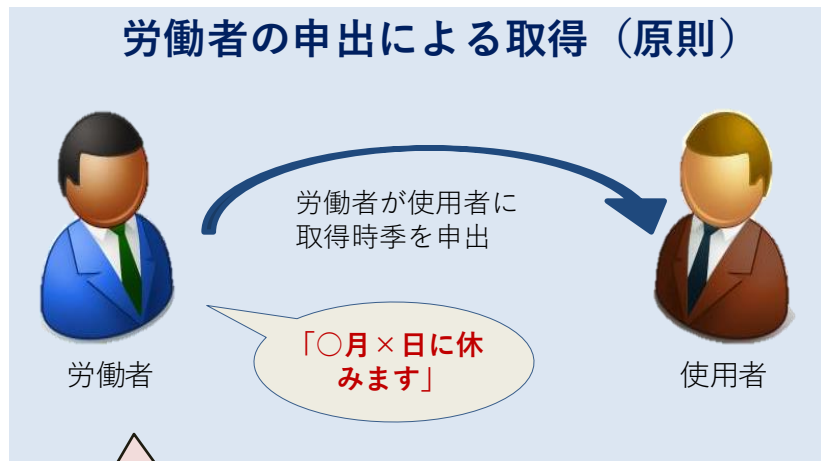 労働者の申出による取得（原則）
労働者が使用者に
取得時季を申出
「○月×日に休
みます」
労働者
使用者